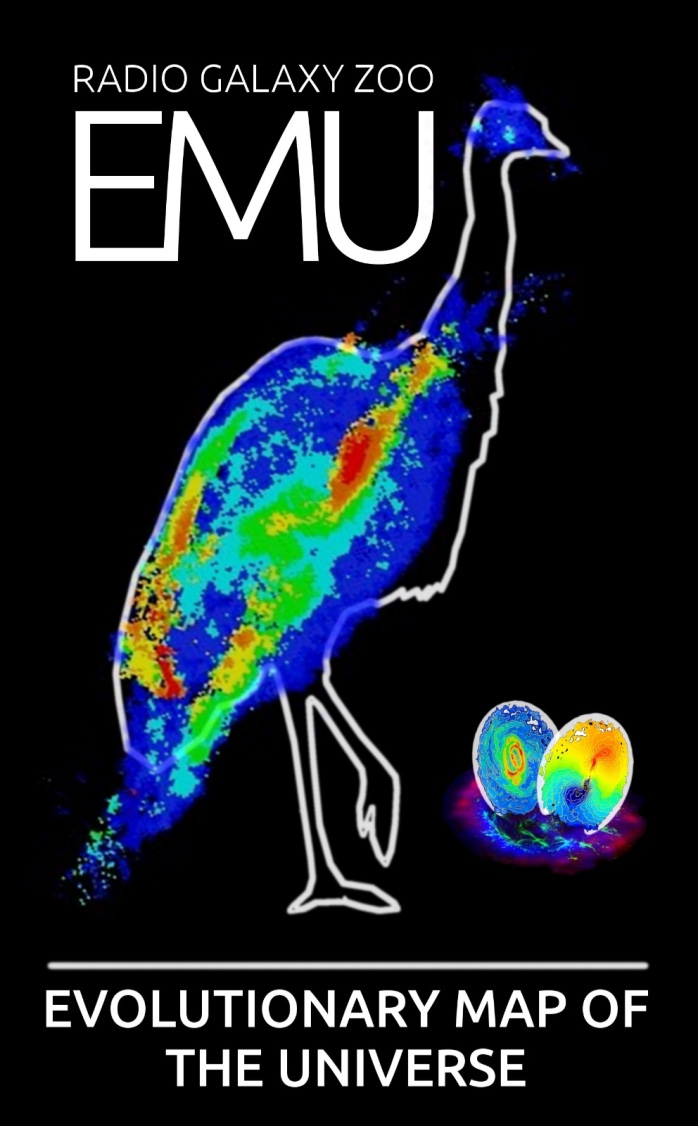 RADIO GALAXY ZOO
EMU
EVOLUTIONARY MAP OF
THE UNIVERSE